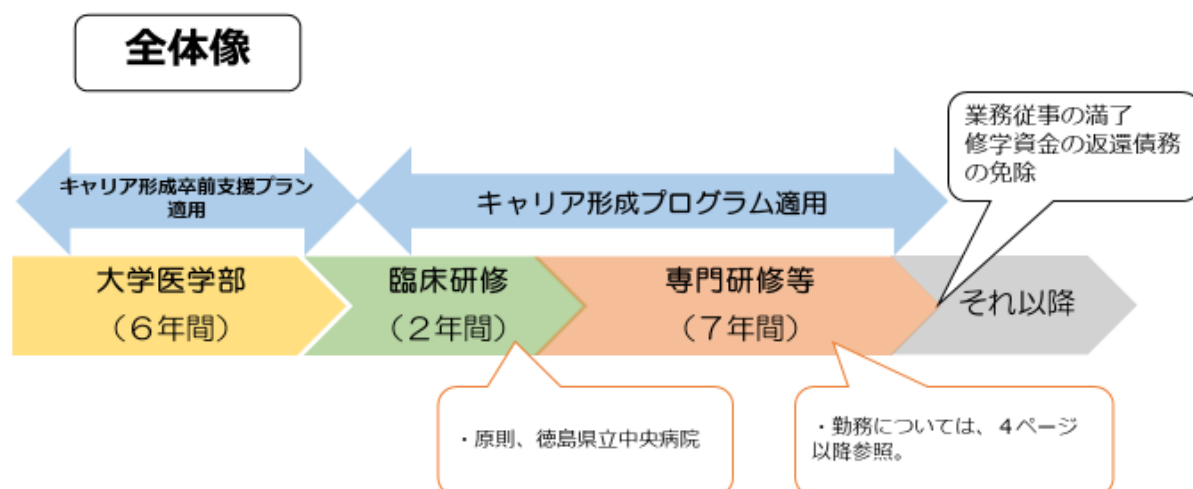 全体像
業務従事の満了
修学資金の返還債務
の免除
キャリア形成卒前支援プラン
適用
キャリア形成プログラム適用
大学医学部
（６年間）
臨床研修
（２年間）
専門研修等
（７年間）
それ以降
・原則、徳島県立中央病院
・勤務については、４ページ
以降参照。